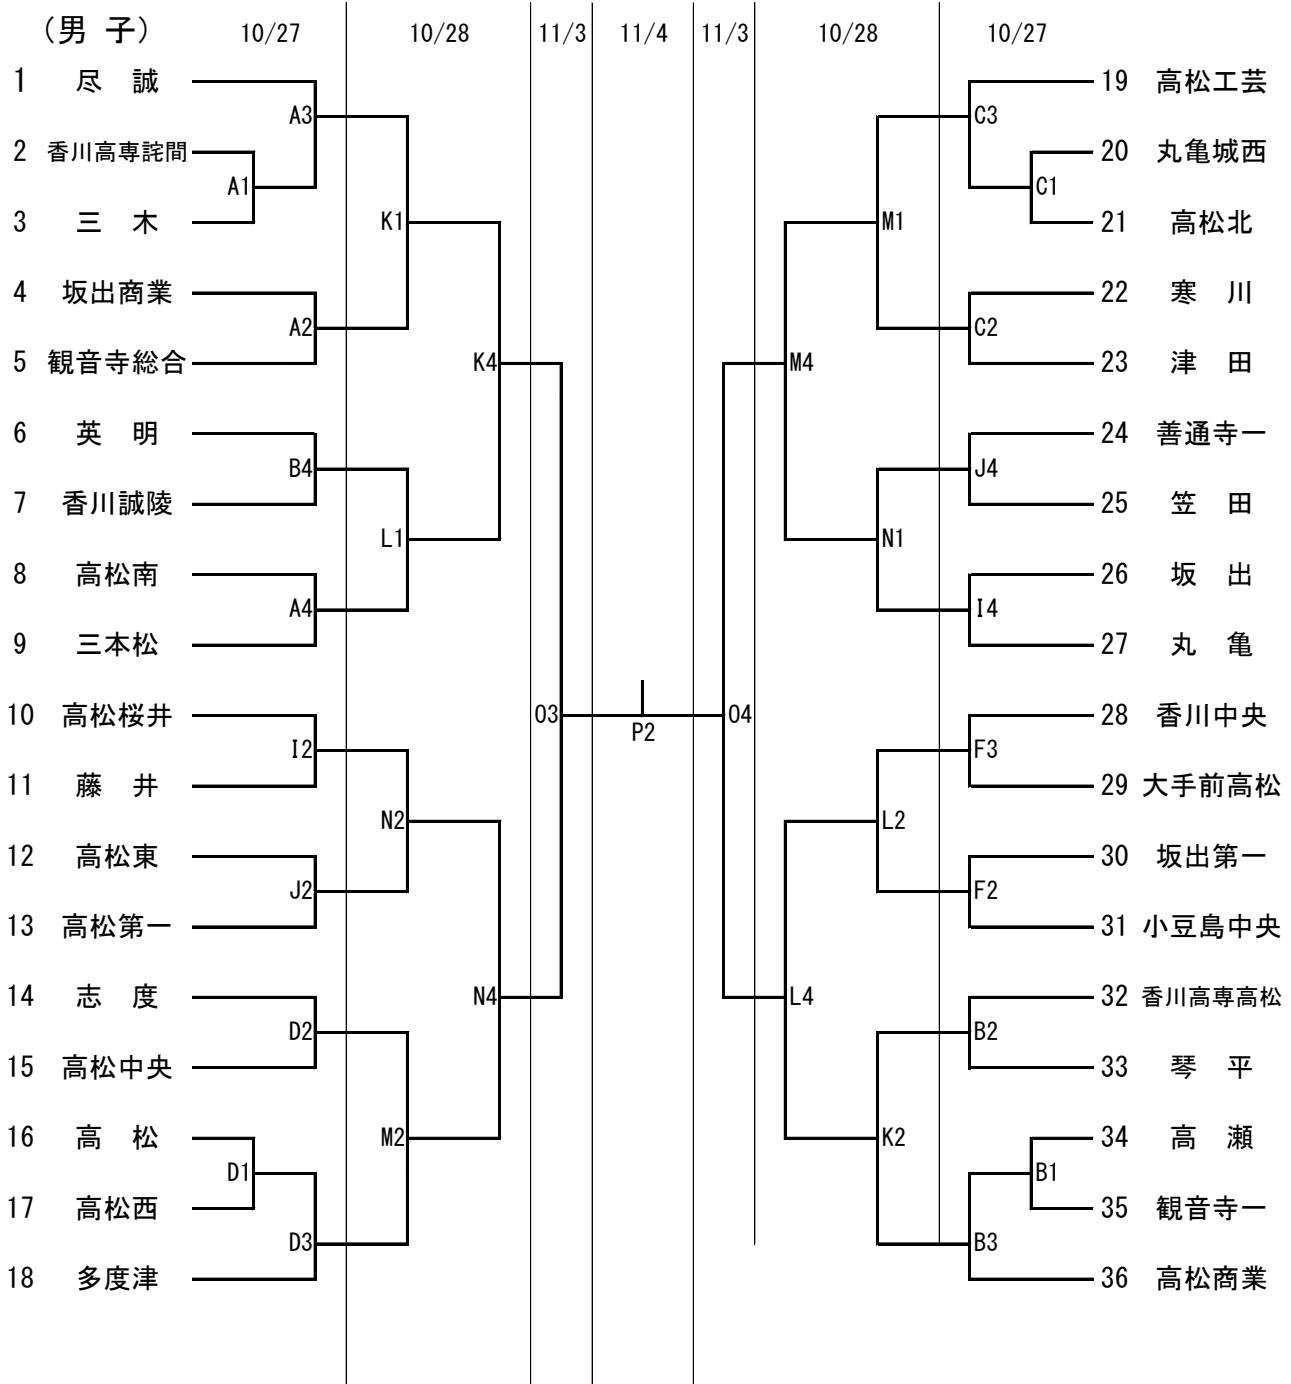 (男 子) 10/27 10/28 11/3 11/4 11/3 10/28 10/27
1 尽 誠 19 高松工芸
A3 C3
2 香川高専詫間 20 丸亀城西
A1 C1
3 三 木 K1 M1 21 高松北
4 坂出商業 22 寒 川
A2 C2
5 観音寺総合 K4 M4 23 津 田
6 英 明 24 善通寺一
B4 J4
7 香川誠陵 25 笠 田
L1 N1
8 高松南 26 坂 出
A4 I4
9 三本松 27 丸 亀
10 高松桜井 O3 P2 O4 28 香川中央
I2 F3
11 藤 井 29 大手前高松
N2 L2
12 高松東 30 坂出第一
J2 F2
13 高松第一 31 小豆島中央
14 志 度 N4 L4 32 香川高専高松
D2 B2
15 高松中央 33 琴 平
16 高 松 M2 K2 34 高 瀬
D1 B1
17 高松西 35 観音寺一
D3 B3
18 多度津 36 高松商業